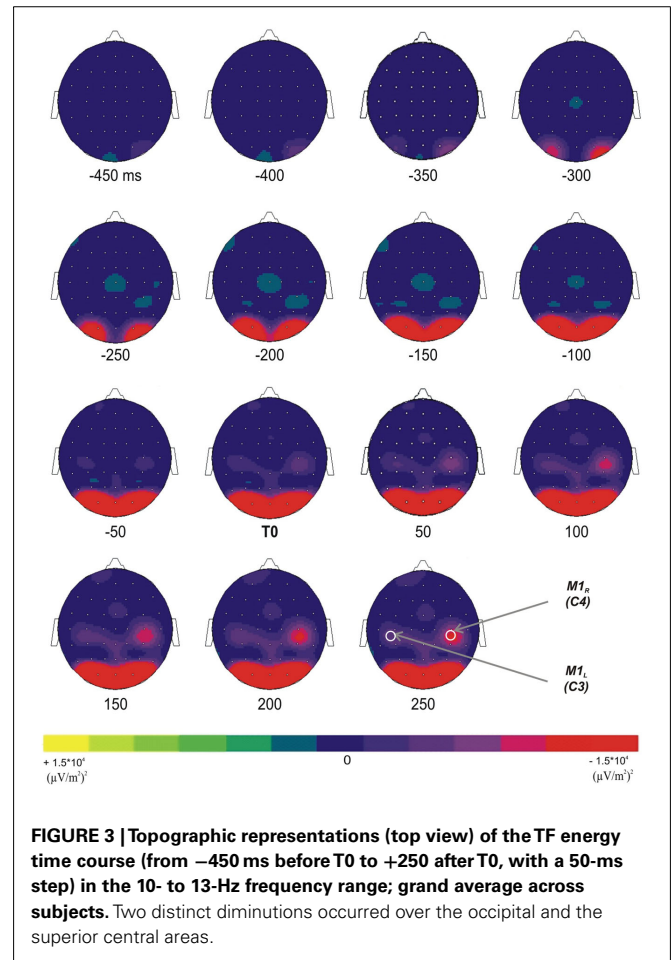 -450 ms
-400
-350
-300
-250
-200
-150
-100
-50
T0
50
100
150
200
250
M1R
(C4)
M1L
(C3)
+ 1.5*10⁴
(µV/m²)²
0
- 1.5*10⁴
(µV/m²)²
FIGURE 3 | Topographic representations (top view) of the TF energy
time course (from −450 ms before T0 to +250 after T0, with a 50-ms
step) in the 10- to 13-Hz frequency range; grand average across
subjects. Two distinct diminutions occurred over the occipital and the
superior central areas.